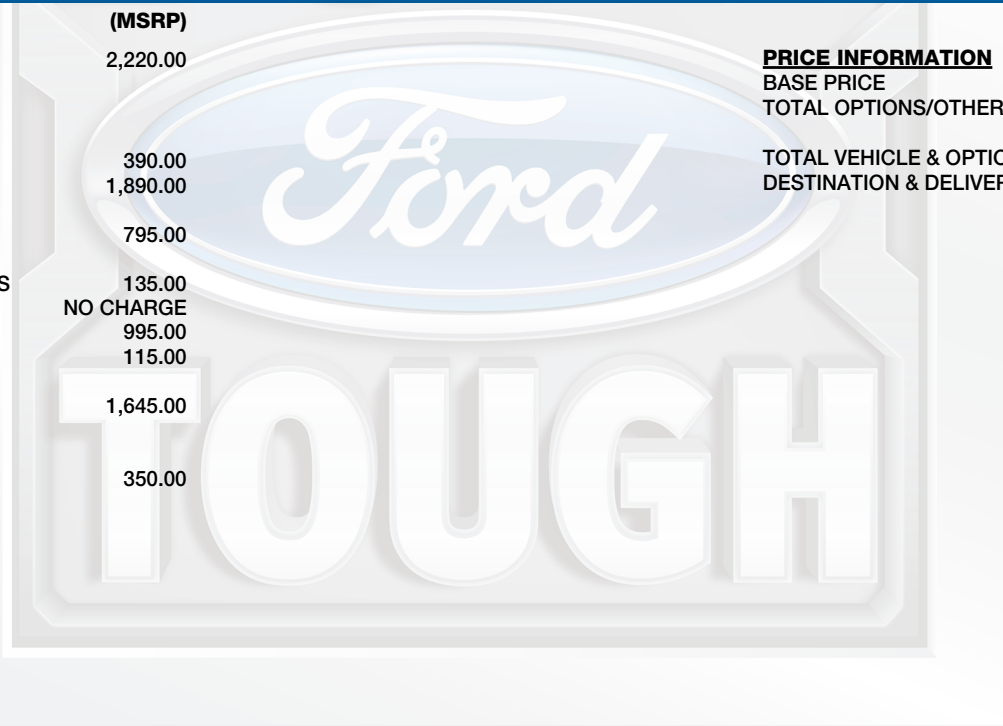 (MSRP)
2,220.00
390.00
1,890.00
795.00
S 135.00
NO CHARGE
995.00
115.00
1,645.00
350.00
PRICE INFORMATION
BASE PRICE
TOTAL OPTIONS/OTHER
TOTAL VEHICLE & OPTIO
DESTINATION & DELIVER
Ford
TOUGH